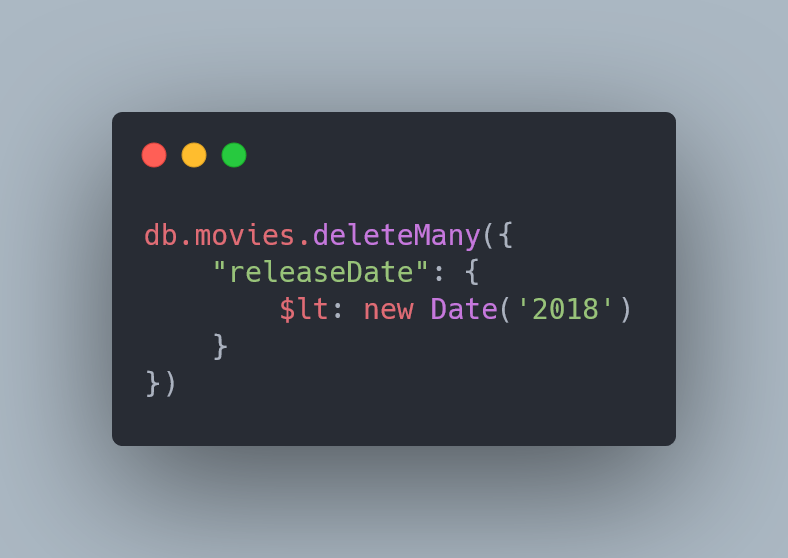 db.movies.deleteMany({
    "releaseDate": {
        $lt: new Date('2018')
    }
})